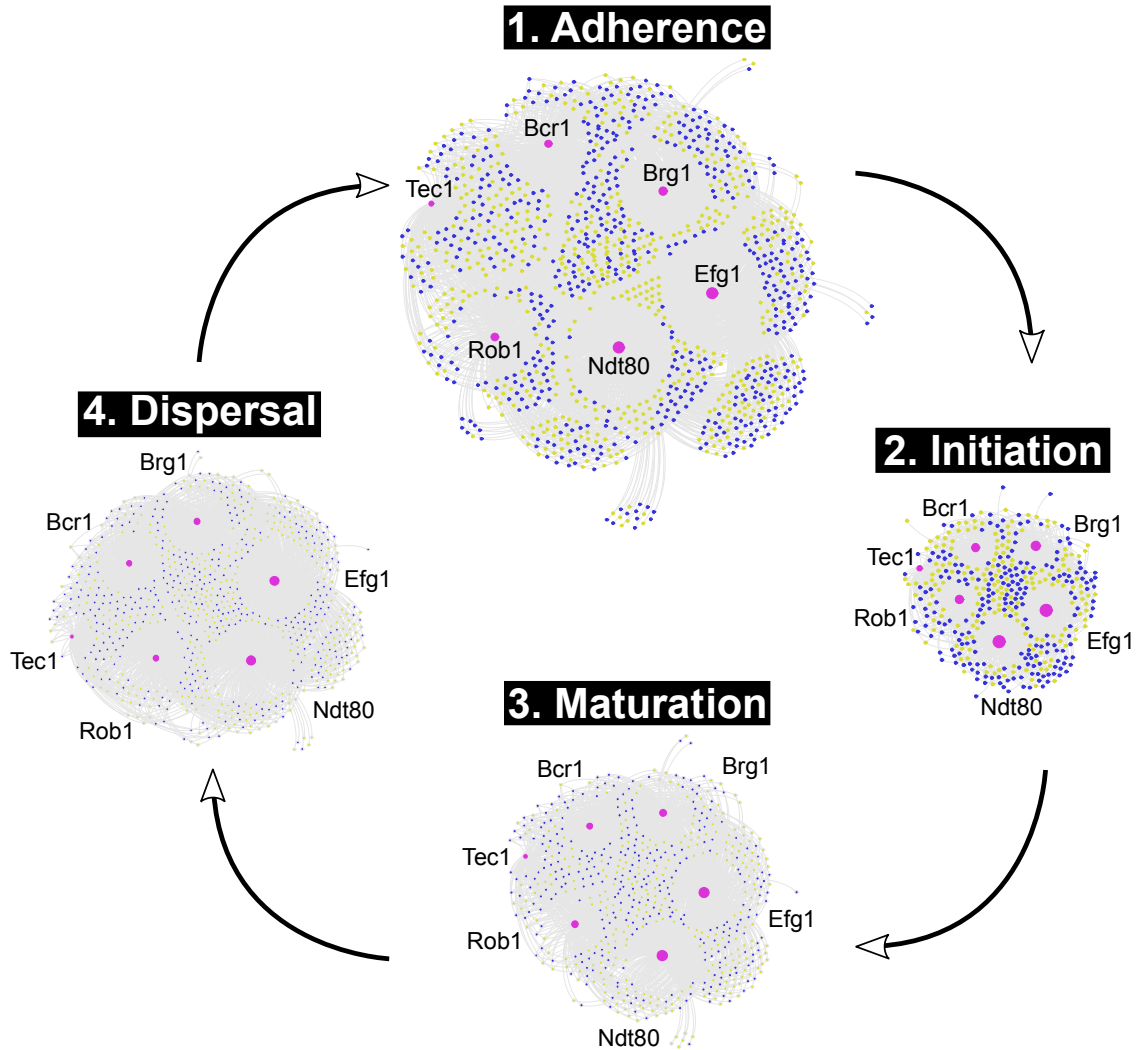 1. Adherence
Bcr1
Brg1
Tec1
Efg1
Rob1
Ndt80
2. Initiation
Bcr1
Brg1
Tec1
Rob1
Efg1
Ndt80
3. Maturation
Bcr1
Brg1
Tec1
Efg1
Rob1
Ndt80
4. Dispersal
Brg1
Bcr1
Efg1
Tec1
Ndt80
Rob1